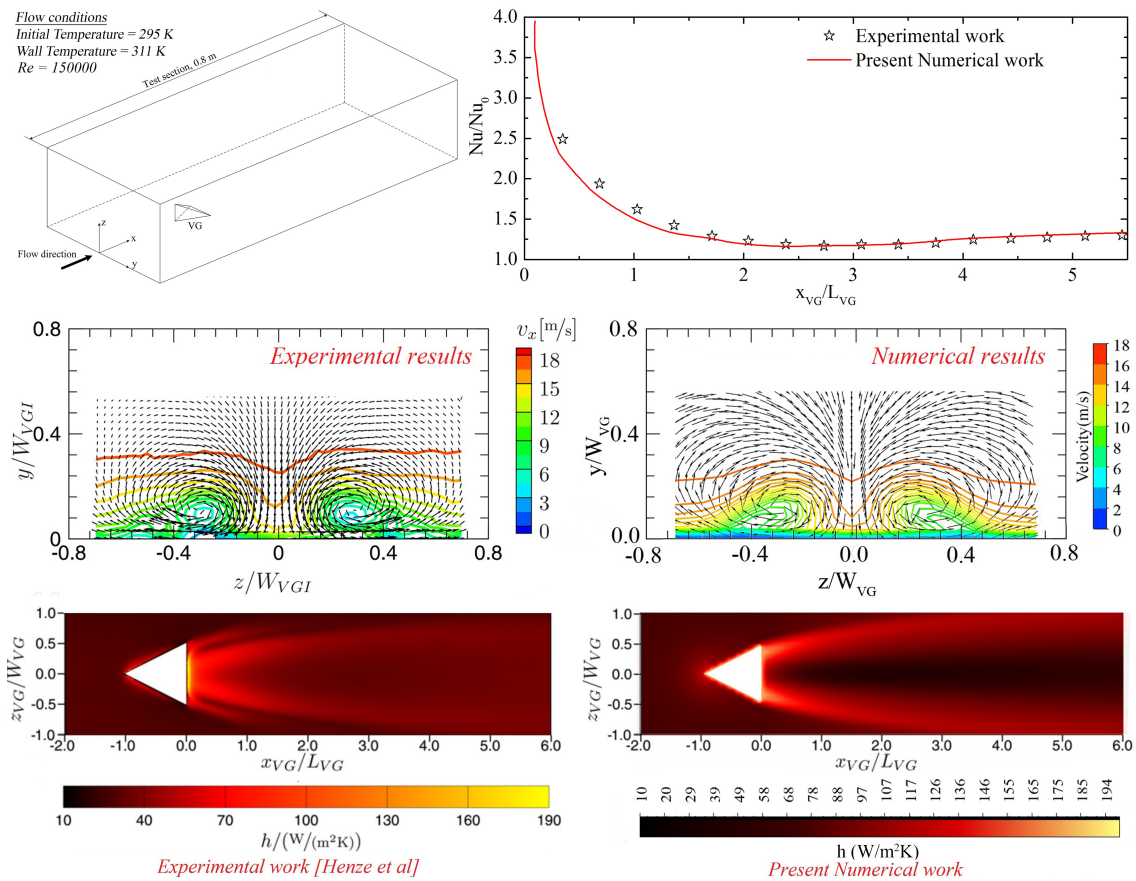 Flow conditions
Initial Temperature = 295 K
Wall Temperature = 311 K
Re = 150000
Test section, 0.8 m
VG
z
x
y
Flow direction
4.0
3.5
3.0
2.5
2.0
1.5
1.0
Nu/Nu0
Experimental work
Present Numerical work
0 1 2 3 4 5
xVG/LVG
0.8
0.4
0
y/WVGI
Experimental results
-0.8 -0.4 0 0.4 0.8
z/WVGI
vx[m/s]
18
15
12
9
5
3
0
0.8
0.4
0.0
y/WVG
Numerical results
-0.8 -0.4 0.0 0.4 0.8
z/WVG
Velocity(m/s)
18
16
14
12
10
8
6
4
2
0
1.0
0.5
0.0
-0.5
-1.0
zVG/WVG
-2.0 -1.0 0.0 1.0 2.0 3.0 4.0 5.0 6.0
xVG/LVG
10 40 70 100 130 160 190
h/(W/(m²K))
Experimental work [Henze et al]
1.0
0.5
0.0
-0.5
-1.0
zVG/WVG
-2.0 -1.0 0.0 1.0 2.0 3.0 4.0 5.0 6.0
xVG/LVG
10 20 29 39 49 58 68 78 88 97 107 117 126 136 146 155 165 175 185 194
h (W/m²K)
Present Numerical work